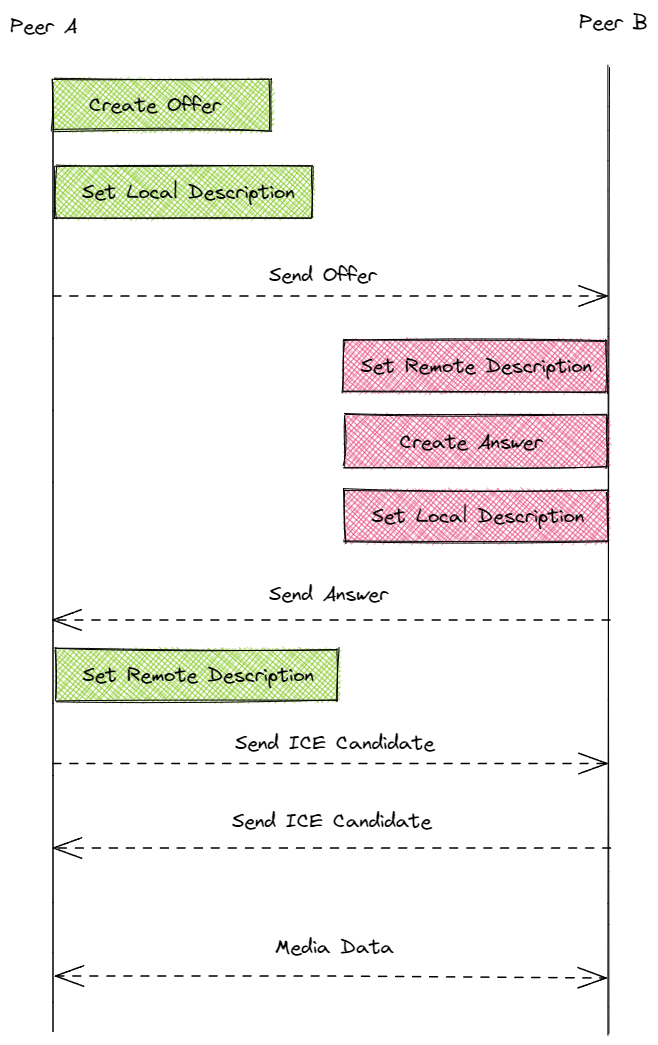 Peer A
Peer B
Create Offer
Set Local Description
Send Offer
Set Remote Description
Create Answer
Set Local Description
Send Answer
Set Remote Description
Send ICE Candidate
Send ICE Candidate
Media Data